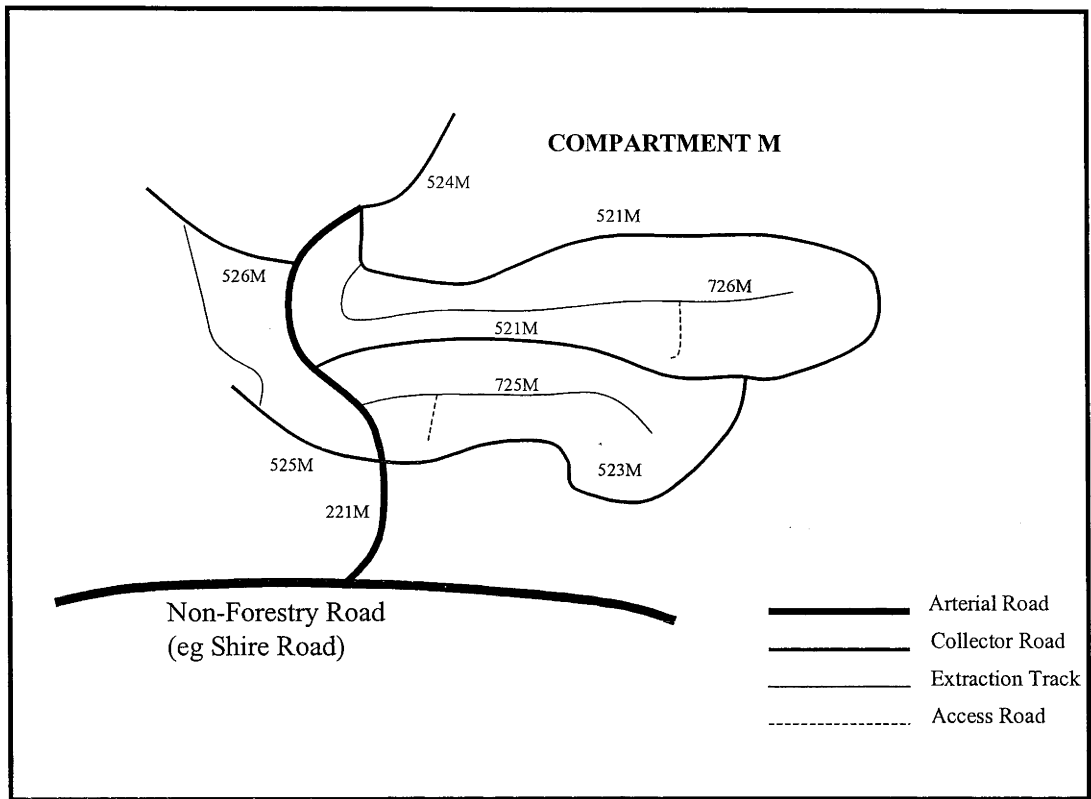 COMPARTMENT M
524M
521M
526M
726M
521M
725M
525M
523M
221M
Non-Forestry Road
(eg Shire Road)
Arterial Road
Collector Road
Extraction Track
Access Road